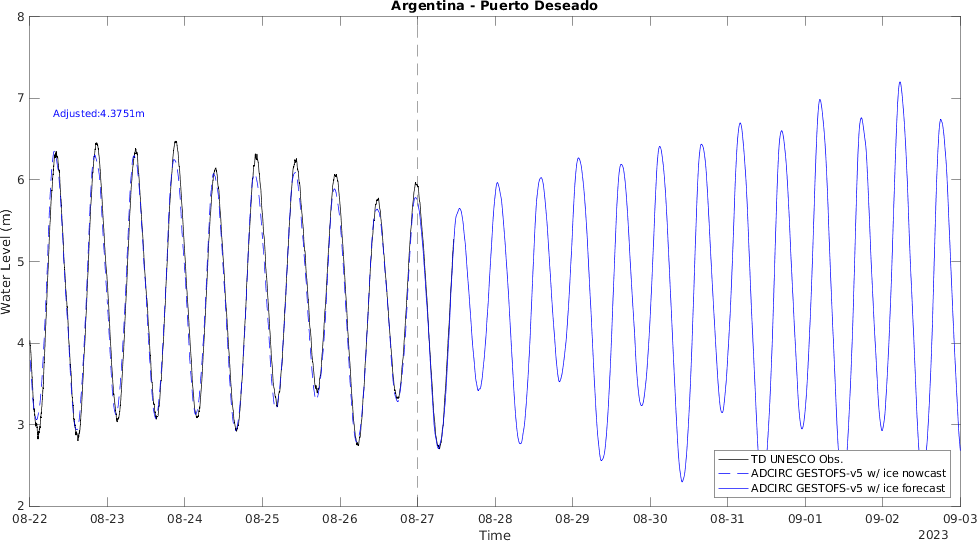 Argentina - Puerto Deseado
8
7
6
5
4
3
2
Water Level (m)
Adjusted:4.3751m
TD UNESCO Obs.
ADCIRC GESTOFS-v5 w/ ice nowcast
ADCIRC GESTOFS-v5 w/ ice forecast
08-22 08-23 08-24 08-25 08-26 08-27 08-28 08-29 08-30 08-31 09-01 09-02 09-03
Time
2023